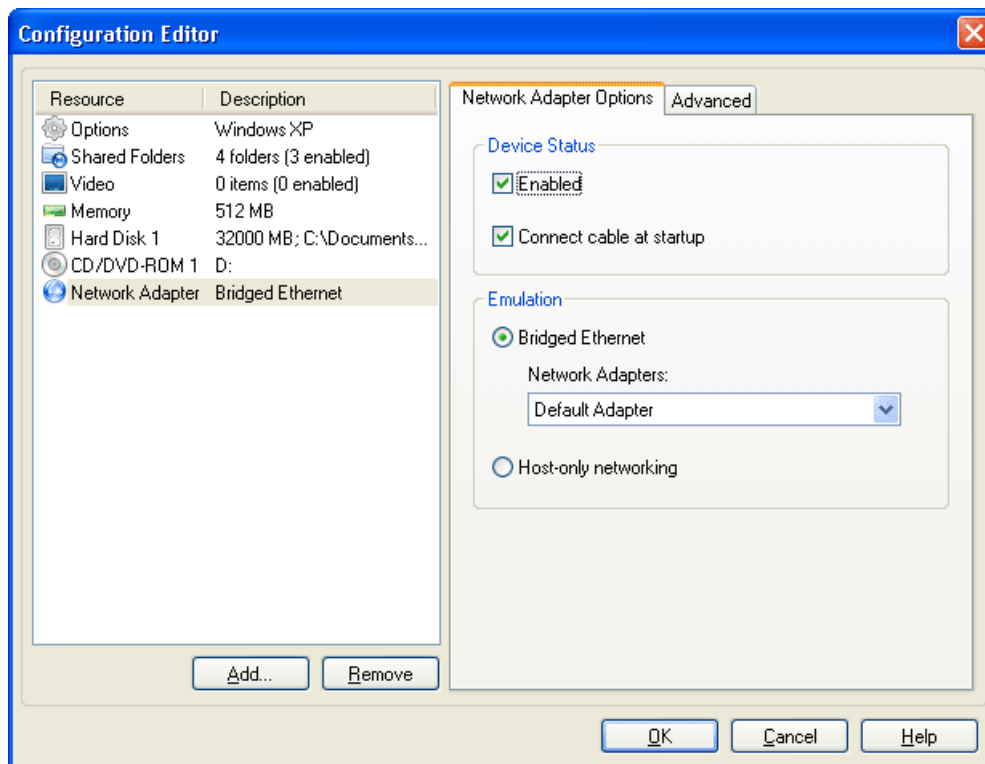 Configuration Editor
Resource Description
Options Windows XP
Shared Folders 4 folders (3 enabled)
Video 0 items (0 enabled)
Memory 512 MB
Hard Disk 1 32000 MB; C:\Documents...
CD/DVD-ROM 1 D:
Network Adapter Bridged Ethernet
Add... Remove
Network Adapter Options Advanced
Device Status
Enabled
Connect cable at startup
Emulation
Bridged Ethernet
Network Adapters:
Default Adapter
Host-only networking
OK Cancel Help